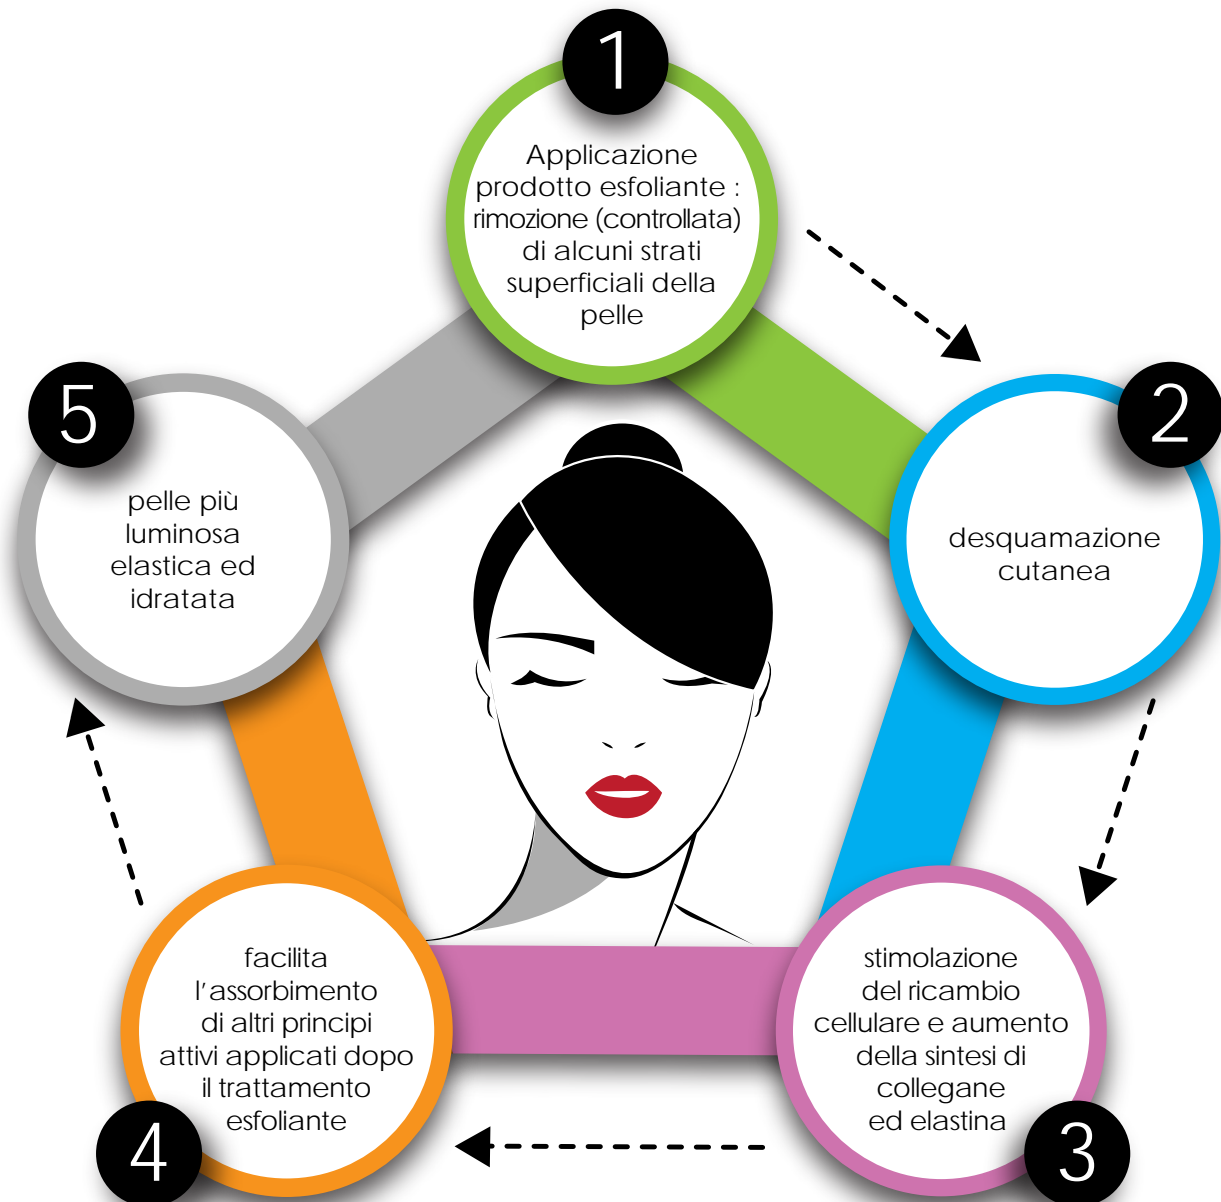 1
Applicazione
prodotto esfoliante :
rimozione (controllata)
di alcuni strati
superficiali della
pelle
2
desquamazione
cutanea
3
stimolazione
del ricambio
cellulare e aumento
della sintesi di
collegane
ed elastina
4
facilita
l'assorbimento
di altri principi
attivi applicati dopo
il trattamento
esfoliante
5
pelle più
luminosa
elastica ed
idratata